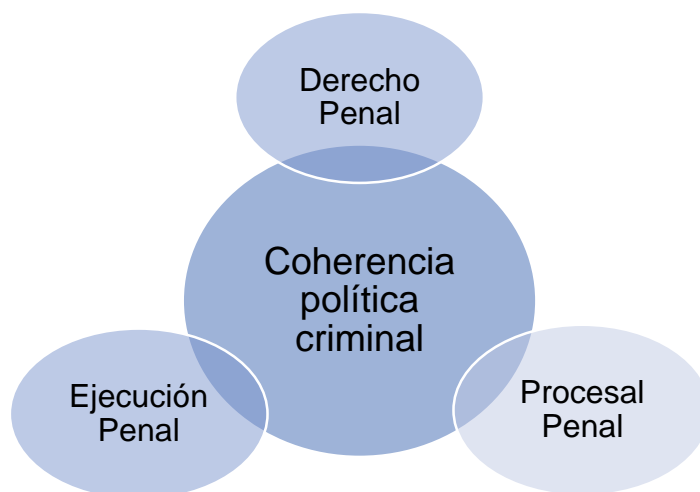 Derecho
Penal
Coherencia
política
criminal
Ejecución
Penal
Procesal
Penal